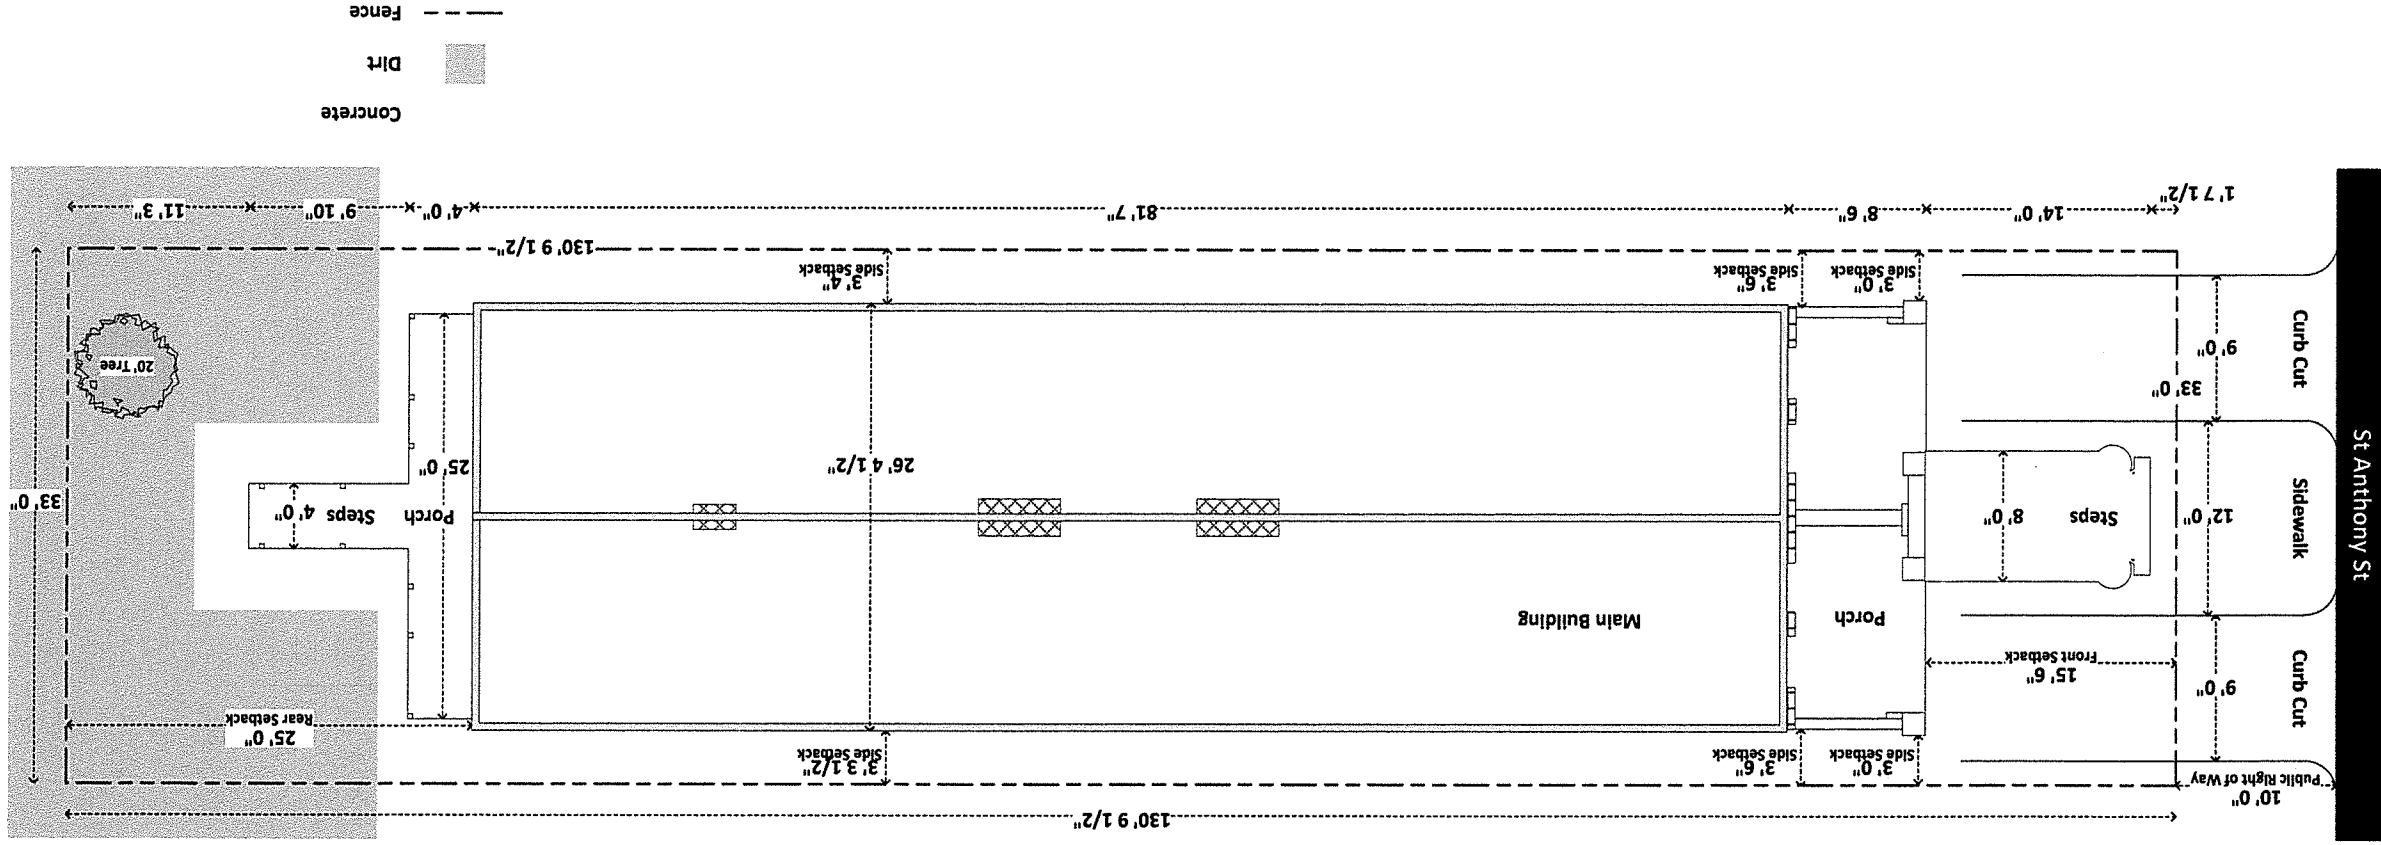 130' 9 1/2"
10' 0"
Public Right of Way
3' 0"
Side Setback
3' 6"
Side Setback
3' 3 1/2"
Side Setback
25' 0"
Rear Setback
Curb Cut
9' 0"
15' 6"
Front Setback
Porch
Main Building
St Anthony St
Sidewalk
12' 0"
Steps
8' 0"
26' 4 1/2"
Porch
25' 0"
Steps
4' 0"
33' 0"
Curb Cut
9' 0"
33' 0"
20' Tree
3' 0"
Side Setback
3' 6"
Side Setback
3' 4"
Side Setback
130' 9 1/2"
1' 7 1/2"
14' 0"
8' 6"
81' 7"
4' 0"
9' 10"
11' 3"
Concrete
Dirt
Fence